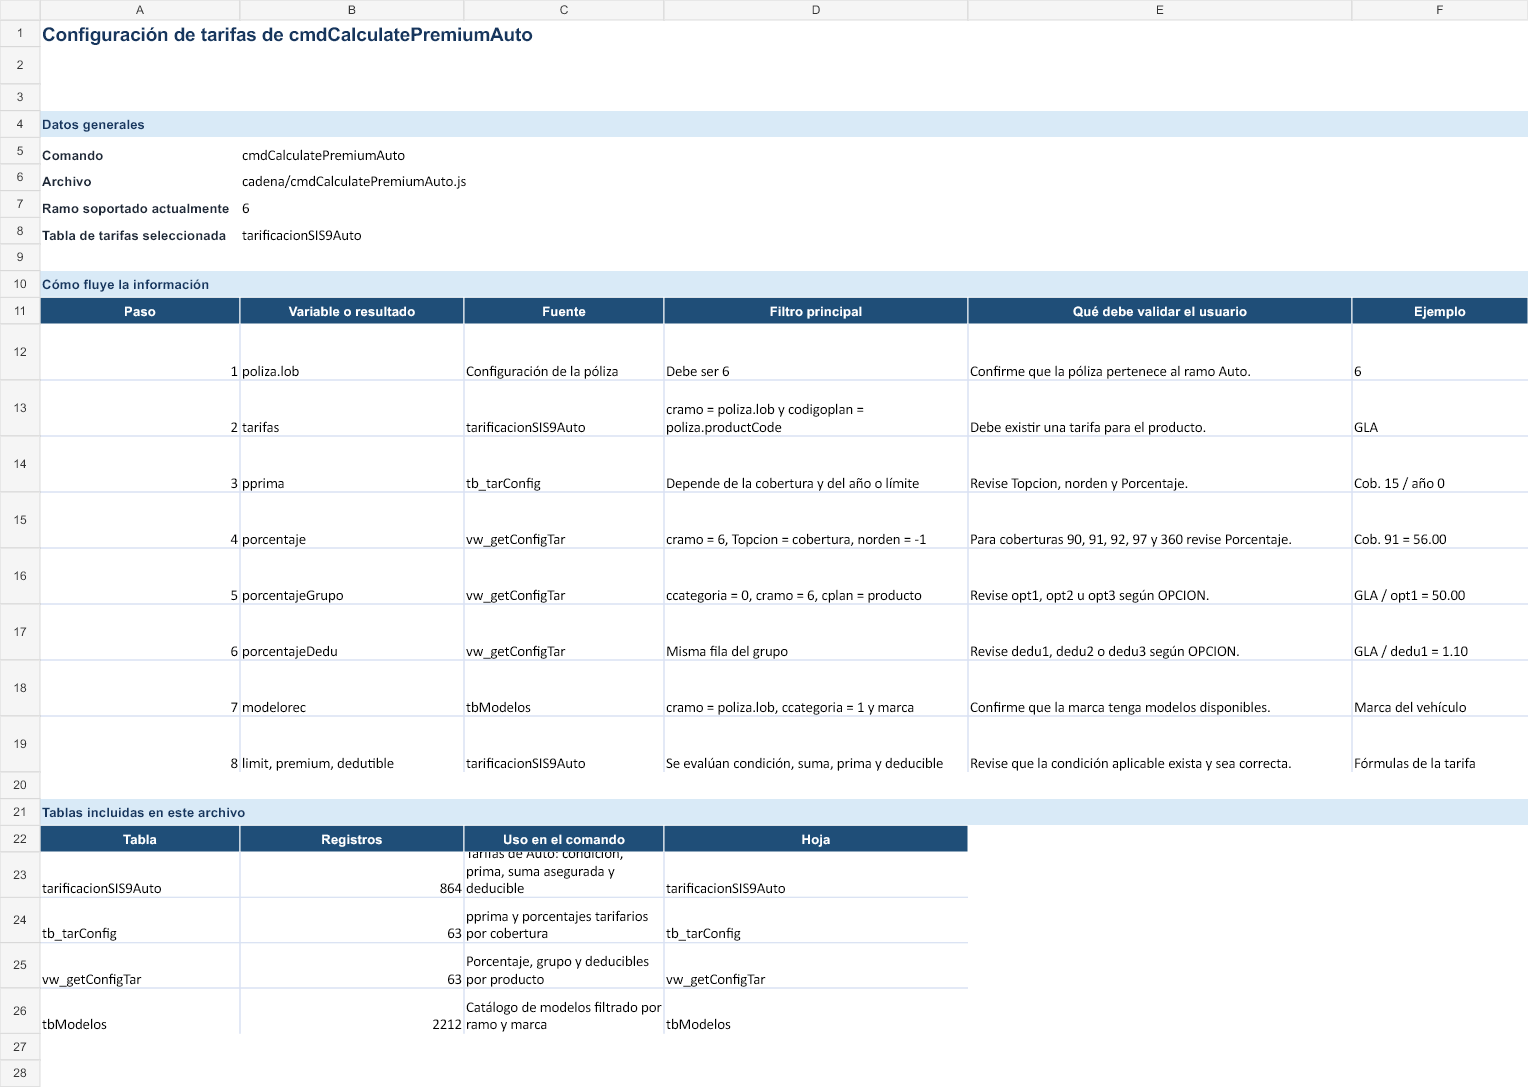 A B C D E F
1 Configuración de tarifas de cmdCalculatePremiumAuto
2
3
4 Datos generales
5 Comando cmdCalculatePremiumAuto
6 Archivo cadena/cmdCalculatePremiumAuto.js
7 Ramo soportado actualmente 6
8 Tabla de tarifas seleccionada tarificacionSIS9Auto
9
10 Cómo fluye la información
11 Paso Variable o resultado Fuente Filtro principal Qué debe validar el usuario Ejemplo
12 1 poliza.lob Configuración de la póliza Debe ser 6 Confirme que la póliza pertenece al ramo Auto. 6
13 2 tarifas tarificacionSIS9Auto cramo = poliza.lob y codigoplan =
poliza.productCode Debe existir una tarifa para el producto. GLA
14 3 pprima tb_tarConfig Depende de la cobertura y del año o límite Revise Topcion, norden y Porcentaje. Cob. 15 / año 0
15 4 porcentaje vw_getConfigTar cramo = 6, Topcion = cobertura, norden = -1 Para coberturas 90, 91, 92, 97 y 360 revise Porcentaje. Cob. 91 = 56.00
16 5 porcentajeGrupo vw_getConfigTar ccategoria = 0, cramo = 6, cplan = producto Revise opt1, opt2 u opt3 según OPCION. GLA / opt1 = 50.00
17 6 porcentajeDedu vw_getConfigTar Misma fila del grupo Revise dedu1, dedu2 o dedu3 según OPCION. GLA / dedu1 = 1.10
18 7 modelorec tbModelos cramo = poliza.lob, ccategoria = 1 y marca Confirme que la marca tenga modelos disponibles. Marca del vehículo
19 8 limit, premium, dedutible tarificacionSIS9Auto Se evalúan condición, suma, prima y deducible Revise que la condición aplicable exista y sea correcta. Fórmulas de la tarifa
20
21 Tablas incluidas en este archivo
22 Tabla Registros Uso en el comando Hoja
23 tarificacionSIS9Auto 864 Tarifas de Auto: condición,
prima, suma asegurada y
deducible tarificacionSIS9Auto
24 tb_tarConfig 63 pprima y porcentajes tarifarios
por cobertura tb_tarConfig
25 vw_getConfigTar 63 Porcentaje, grupo y deducibles
por producto vw_getConfigTar
26 tbModelos 2212 Catálogo de modelos filtrado por
ramo y marca tbModelos
27
28